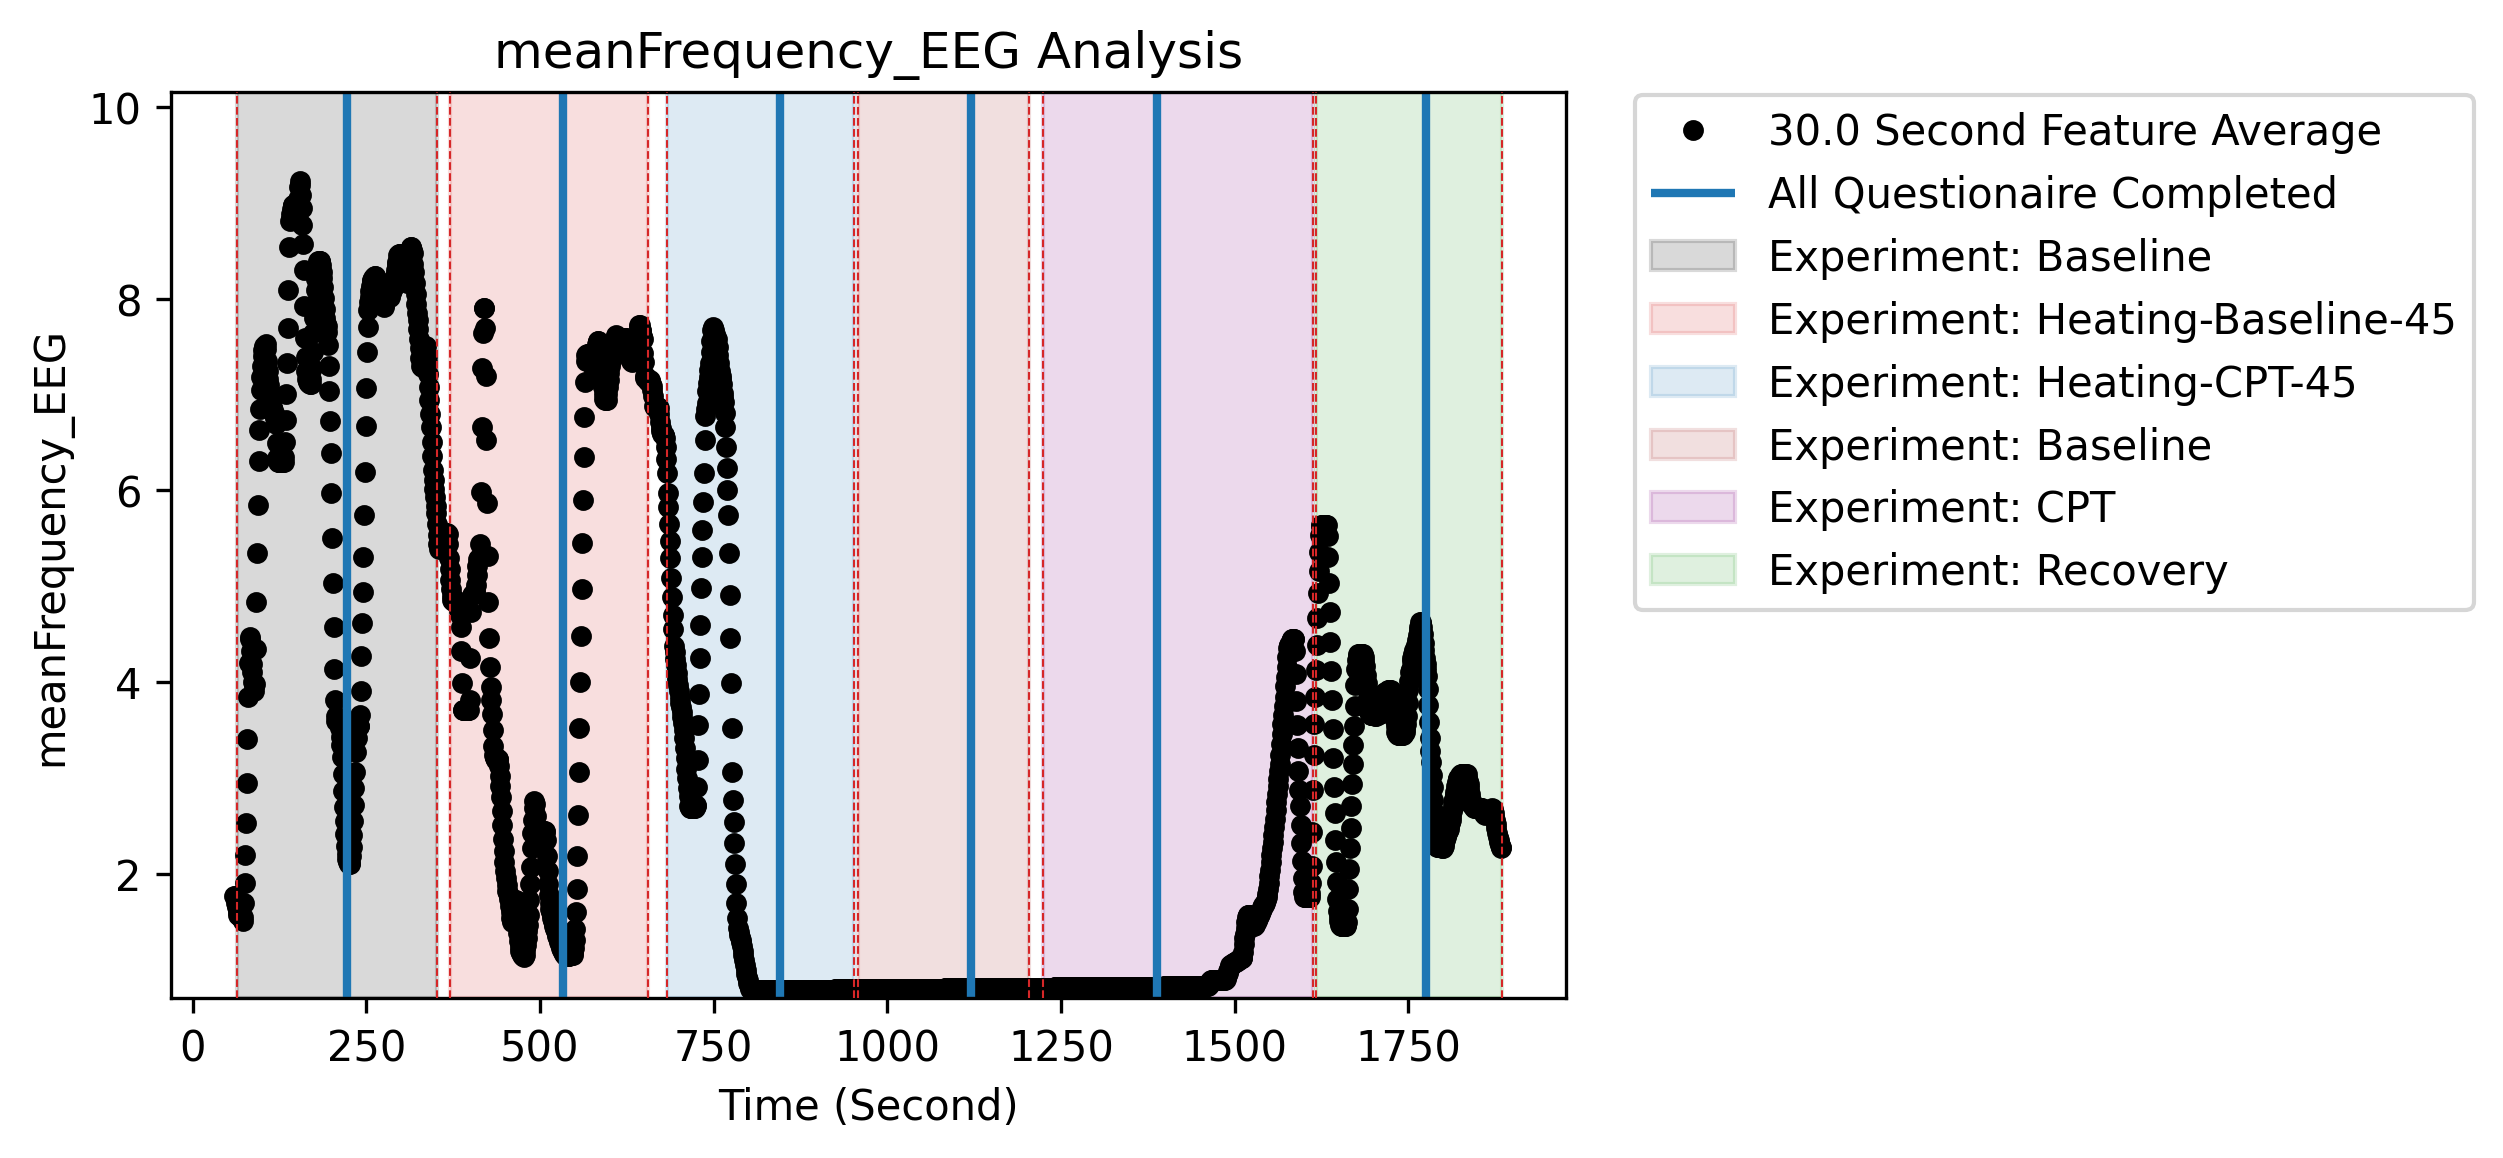 meanFrequency_EEG Analysis
meanFrequency_EEG
10
8
6
4
2
0 250 500 750 1000 1250 1500 1750
Time (Second)
30.0 Second Feature Average
All Questionaire Completed
Experiment: Baseline
Experiment: Heating-Baseline-45
Experiment: Heating-CPT-45
Experiment: Baseline
Experiment: CPT
Experiment: Recovery